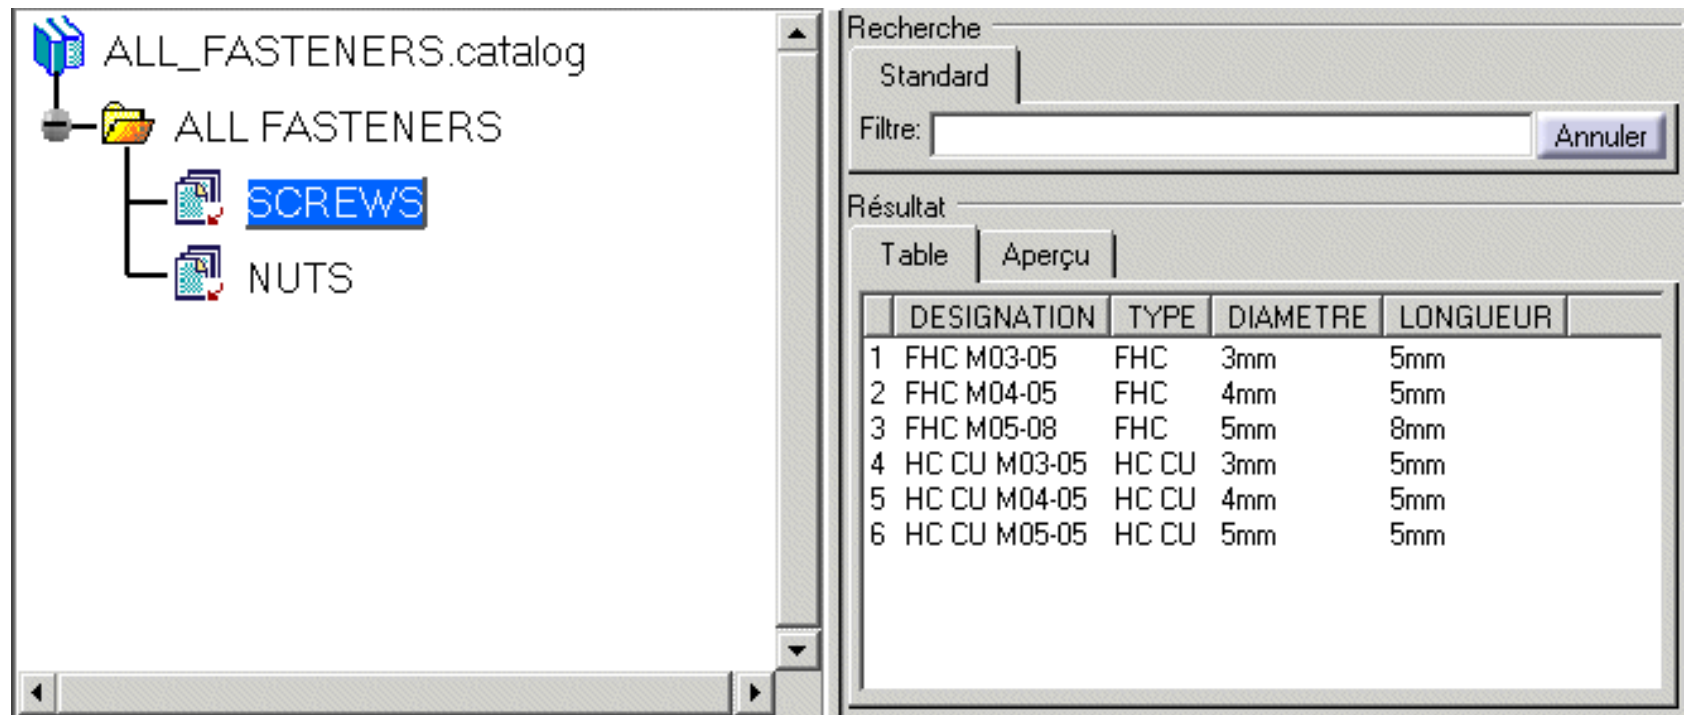 ALL_FASTENERS.catalog
ALL FASTENERS
SCREWS
NUTS
Recherche
Standard
Filtre:
Annuler
Résultat
Table Aperçu
DESIGNATION TYPE DIAMETRE LONGUEUR
1 FHC M03-05 FHC 3mm 5mm
2 FHC M04-05 FHC 4mm 5mm
3 FHC M05-08 FHC 5mm 8mm
4 HC CU M03-05 HC CU 3mm 5mm
5 HC CU M04-05 HC CU 4mm 5mm
6 HC CU M05-05 HC CU 5mm 5mm